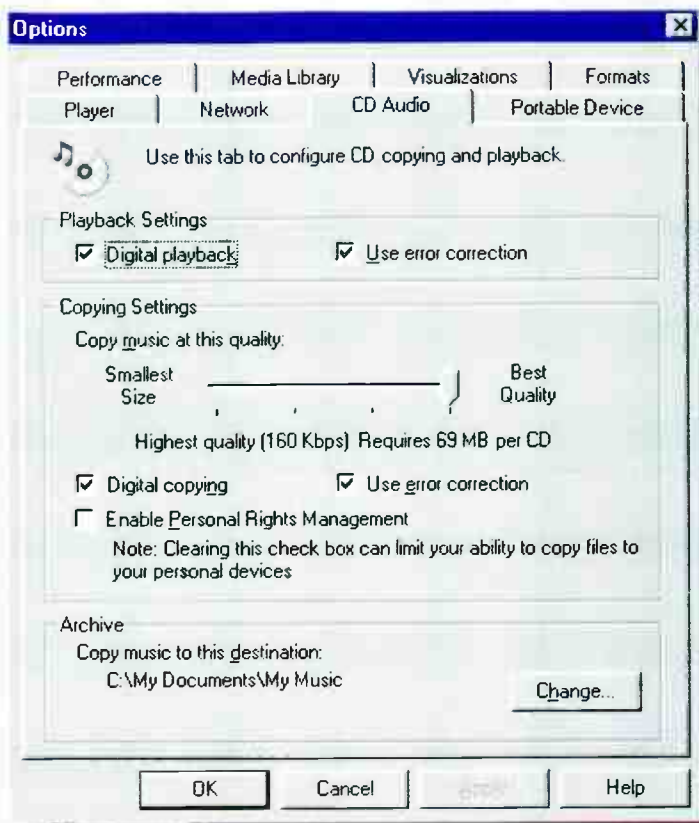 Options
Performance Media Library Visualizations Formats
Player Network CD Audio Portable Device
Use this tab to configure CD copying and playback.
Playback Settings
Digital playback Use error correction
Copying Settings
Copy music at this quality:
Smallest Size
Best Quality
Highest quality (160 Kbps) Requires 69 MB per CD
Digital copying Use error correction
Enable Personal Rights Management
Note: Clearing this check box can limit your ability to copy files to
your personal devices
Archive
Copy music to this destination:
C:\My Documents\My Music
Change...
OK Cancel Help